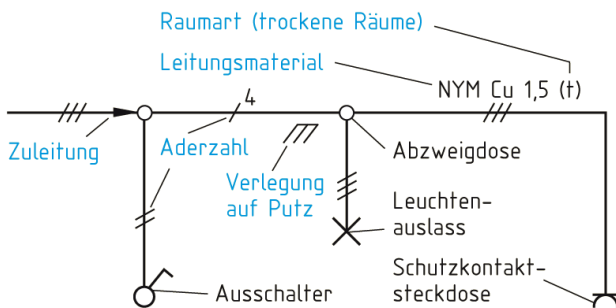 Raumart (trockene Räume)
Leitungsmaterial
NYM Cu 1,5 (t)
4
Zuleitung
Aderzahl
Abzweigdose
Verlegung
auf Putz
Leuchten-
auslass
Ausschalter
Schutzkontakt-
steckdose